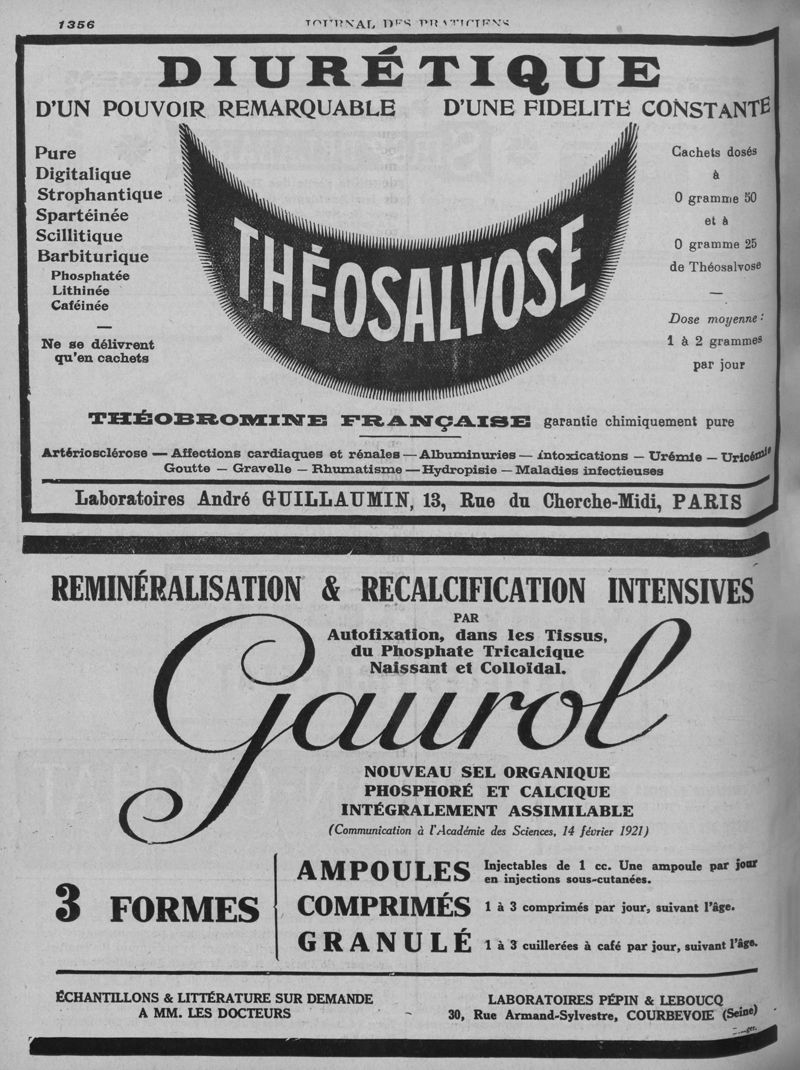 1356
JOURNAL DES PRATICIENS
DIURÉTIQUE
D'UN POUVOIR REMARQUABLE D'UNE FIDELITÉ CONSTANTE
Pure
Digitalique
Strophantique
Spartéinée
Scillitique
Barbiturique
Phosphatée
Lithinée
Caféinée
—
Ne se délivrent
qu'en cachets
THÉOSALVOSE
Cachets dosés
à
0 gramme 50
et à
0 gramme 25
de Théosalvose
—
Dose moyenne :
1 à 2 grammes
par jour
THÉOBROMINE FRANÇAISE garantie chimiquement pure
Artériosclérose — Affections cardiaques et rénales — Albuminuries — Intoxications — Urémie — Uricémie
Goutte — Gravelle — Rhumatisme — Hydropisie — Maladies infectieuses
Laboratoires André GUILLAUMIN, 13, Rue du Cherche-Midi, PARIS
REMINÉRALISATION & RECALCIFICATION INTENSIVES
PAR
Autofixation, dans les Tissus,
du Phosphate Tricalcique
Naissant et Colloïdal.
Gaurol
NOUVEAU SEL ORGANIQUE
PHOSPHORÉ ET CALCIQUE
INTÉGRALEMENT ASSIMILABLE
(Communication à l'Académie des Sciences, 14 février 1921)
3 FORMES
AMPOULES Injectables de 1 cc. Une ampoule par jour
en injections sous-cutanées.
COMPRIMÉS 1 à 3 comprimés par jour, suivant l'âge.
GRANULÉ 1 à 3 cuillerées à café par jour, suivant l'âge.
ÉCHANTILLONS & LITTÉRATURE SUR DEMANDE
A MM. LES DOCTEURS
LABORATOIRES PÉPIN & LEBOUCQ
30, Rue Armand-Sylvestre, COURBEVOIE (Seine)